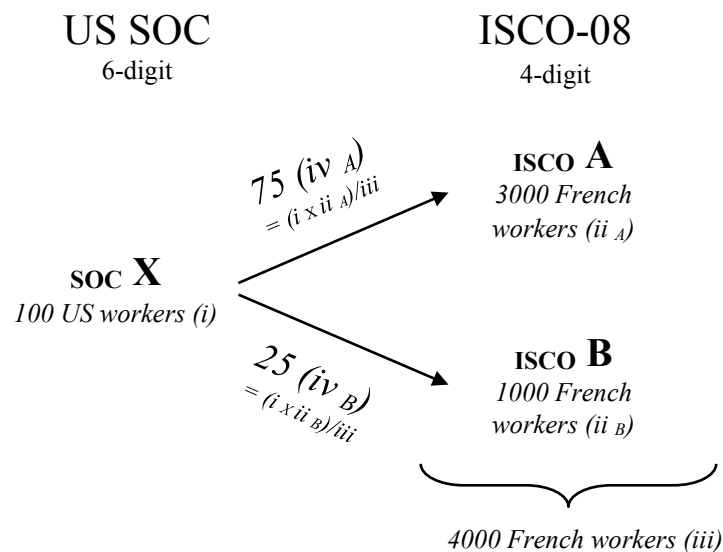 US SOC
6-digit
ISCO-08
4-digit
75 (iv A)
= (i x ii A)/iii
ISCO A
3000 French
workers (ii A)
SOC X
100 US workers (i)
25 (iv B)
= (i x ii B)/iii
ISCO B
1000 French
workers (ii B)
4000 French workers (iii)